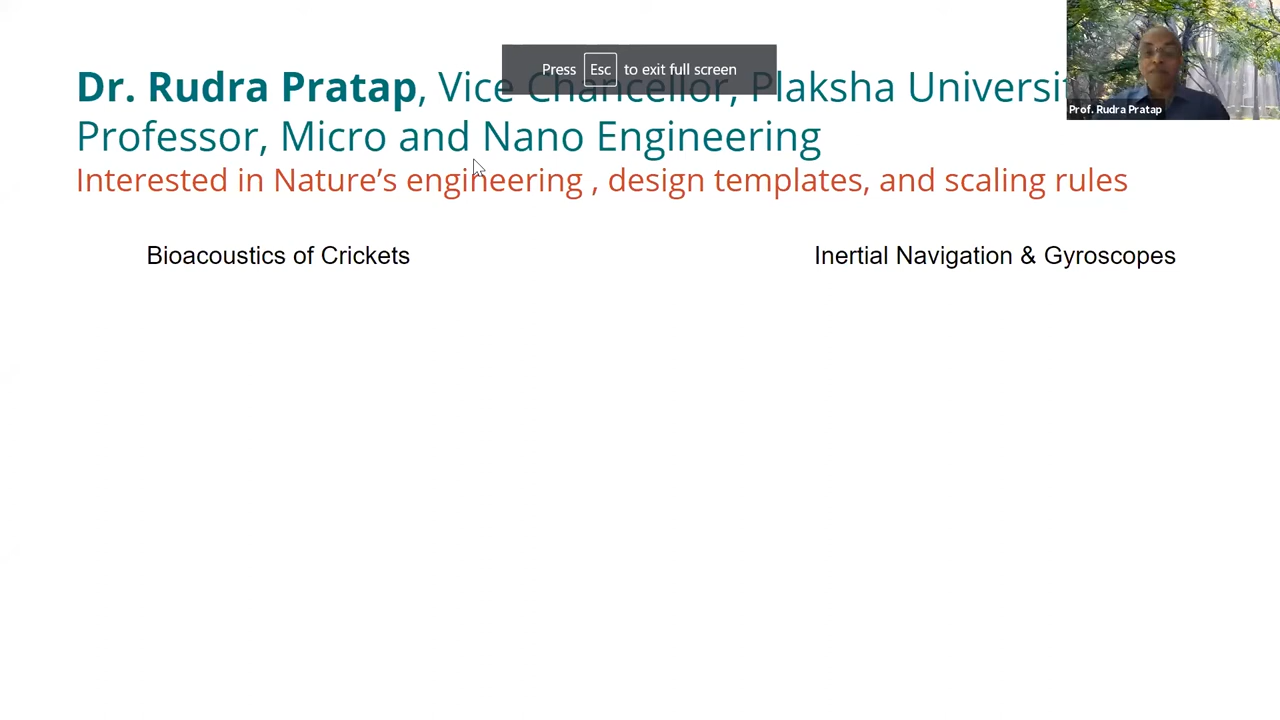 Dr. Rudra Pratap, Vice Chancellor, Plaksha Universit
Professor, Micro and Nano Engineering
Interested in Nature's engineering , design templates, and scaling rules
Press Esc to exit full screen
Prof. Rudra Pratap
Bioacoustics of Crickets
Inertial Navigation & Gyroscopes